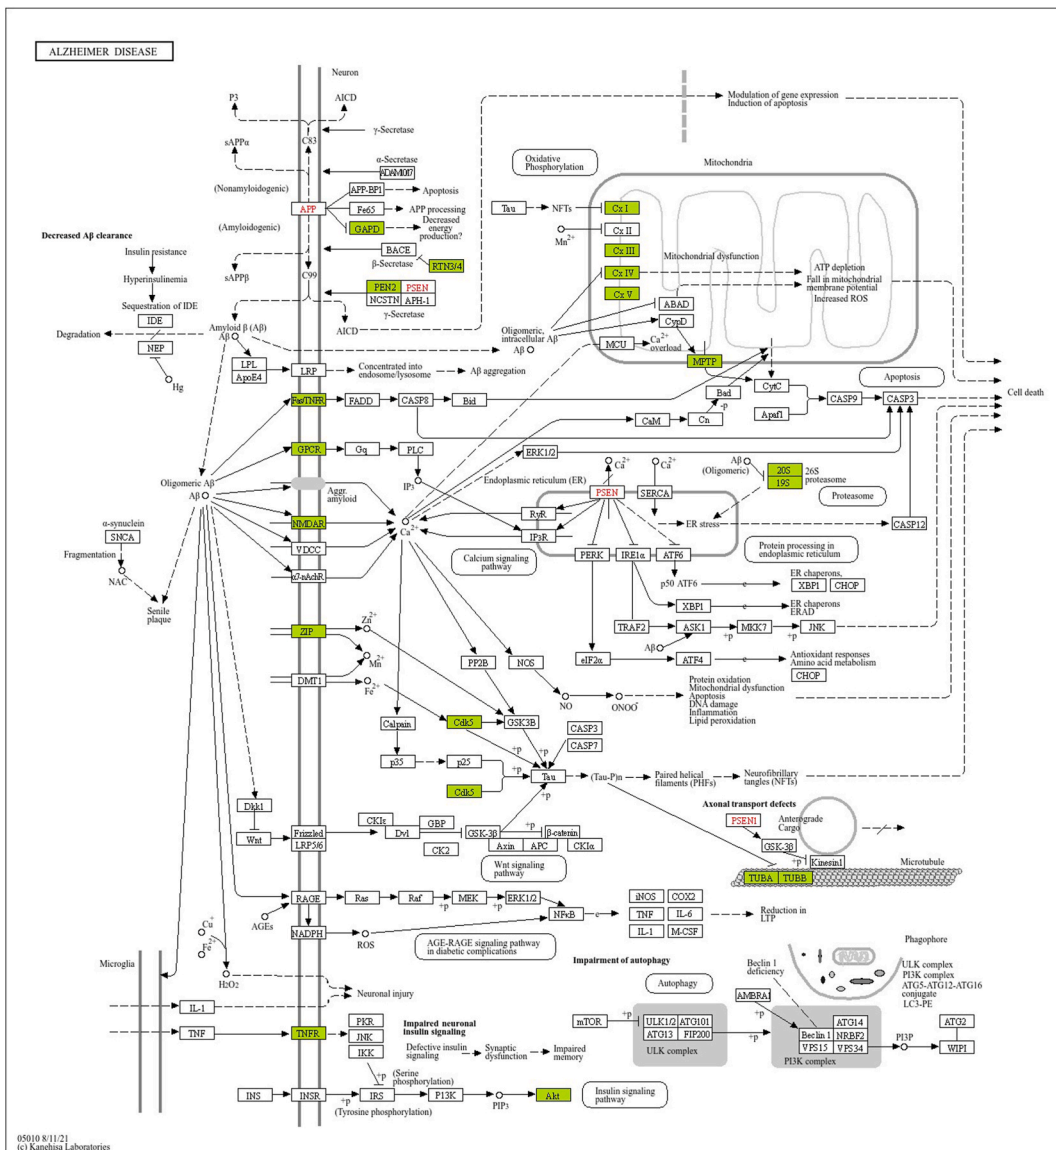 ALZHEIMER DISEASE
Neuron
P3
AICD
γ-Secretase
C83
sAPPα
α-Secretase
ADAM10/17
(Nonamyloidogenic)
APP-BP1
Apoptosis
APP
Fe65
APP processing
(Amyloidogenic)
GAPD
Decreased
energy
production?
BACE
β-Secretase
RTN3/4
C99
sAPPβ
PEN2
PSEN
NCSTN
APH-1
γ-Secretase
AICD
Modulation of gene expression
Induction of apoptosis
Oxidative
Phosphorylation
Mitochondria
Tau
NFTs
Cx I
Mn2+
Cx II
Cx III
Mitochondrial dysfunction
Cx IV
Cx V
ATP depletion
Fall in mitochondrial
membrane potential
Increased ROS
ABAD
CypD
Oligomeric,
intracellular Aβ
Aβ
MCU
Ca2+
overload
MPTP
Decreased Aβ clearance
Insulin resistance
Hyperinsulinemia
Sequestration of IDE
IDE
Degradation
NEP
Hg
Amyloid β (Aβ)
Aβ
LPL
ApoE4
LRP
Concentrated into
endosome/lysosome
Aβ aggregation
Fas/TNFR
FADD
CASP8
Bid
Bad
-p
CaM
Cn
CytC
Apaf1
CASP9
CASP3
Apoptosis
Cell death
GPCR
Gq
PLC
IP3
ERK1/2
Oligomeric Aβ
Aβ
Aggr.
amyloid
NMDAR
Ca2+
VDCC
α7-nAchR
Endoplasmic reticulum (ER)
Ca2+
Ca2+
PSEN
SERCA
RyR
IP3R
ER stress
Aβ
(Oligomeric)
20S
19S
26S
proteasome
Proteasome
CASP12
Calcium signaling
pathway
PERK
IRE1α
ATF6
Protein processing in
endoplasmic reticulum
p50 ATF6
e
ER chaperons,
XBP1
CHOP
XBP1
e
ER chaperons
ERAD
TRAF2
ASK1
+p
MKK7
+p
JNK
Aβ
eIF2α
ATF4
e
Antioxidant responses
Amino acid metabolism
CHOP
α-synuclein
SNCA
Fragmentation
NAC
Senile
plaque
ZIP
Zn2+
Mn2+
DMT1
Fe2+
PP2B
NOS
NO
ONOO-
Protein oxidation
Mitochondrial dysfunction
Apoptosis
DNA damage
Inflammation
Lipid peroxidation
Calpain
Cdk5
GSK3B
CASP3
CASP7
+p
+p
+p
p35
p25
Cdk5
Tau
+p
(Tau-P)n
Paired helical
filaments (PHFs)
Neurofibrillary
tangles (NFTs)
Dkk1
Wnt
Frizzled
LRP5/6
CKIε
Dvl
GBP
CK2
GSK-3β
+p
β-catenin
Axin
APC
CKIα
Wnt signaling
pathway
Axonal transport defects
PSEN1
Anterograde
Cargo
GSK-3β
+p
Kinesin1
Microtubule
TUBA
TUBB
RAGE
Ras
Raf
+p
MEK
+p
ERK1/2
AGEs
NADPH
ROS
NFκB
e
iNOS
COX2
TNF
IL-6
IL-1
M-CSF
Reduction in
LTP
AGE-RAGE signaling pathway
in diabetic complications
Cu+
Fe2+
H2O2
Microglia
IL-1
Neuronal injury
TNF
TNFR
PKR
JNK
IKK
Impaired neuronal
insulin signaling
Defective insulin
signaling
Synaptic
dysfunction
Impaired
memory
+p
(Serine
phosphorylation)
INS
INSR
+p
IRS
P13K
PIP3
Akt
(Tyrosine phosphorylation)
Insulin signaling
pathway
Impairment of autophagy
Autophagy
mTOR
+p
ULK1/2
ATG101
ATG13
FIP200
ULK complex
+p
Beclin 1
deficiency
AMBRA1
+p
ATG14
Beclin 1
NRBF2
VPS15
VPS34
PI3K complex
PI3P
ATG2
WIPI
Phagophore
ULK complex
PI3K complex
ATG5-ATG12-ATG16
conjugate
LC3-PE
05010 8/11/21
(c) Kanehisa Laboratories